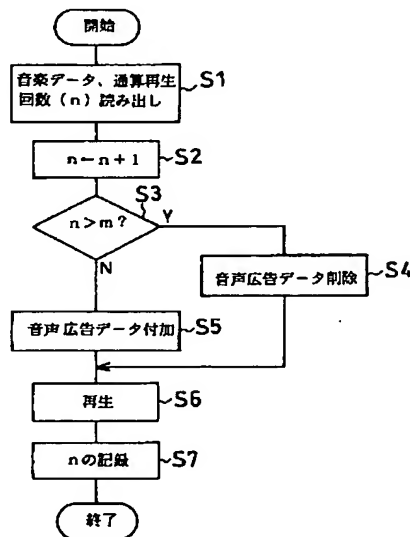 開始
音楽データ、通算再生
回数（n）読み出し
S1
n←n＋1
S2
S3
n＞m？
Y
N
音声広告データ削除
S4
音声広告データ付加
S5
再生
S6
nの記録
S7
終了